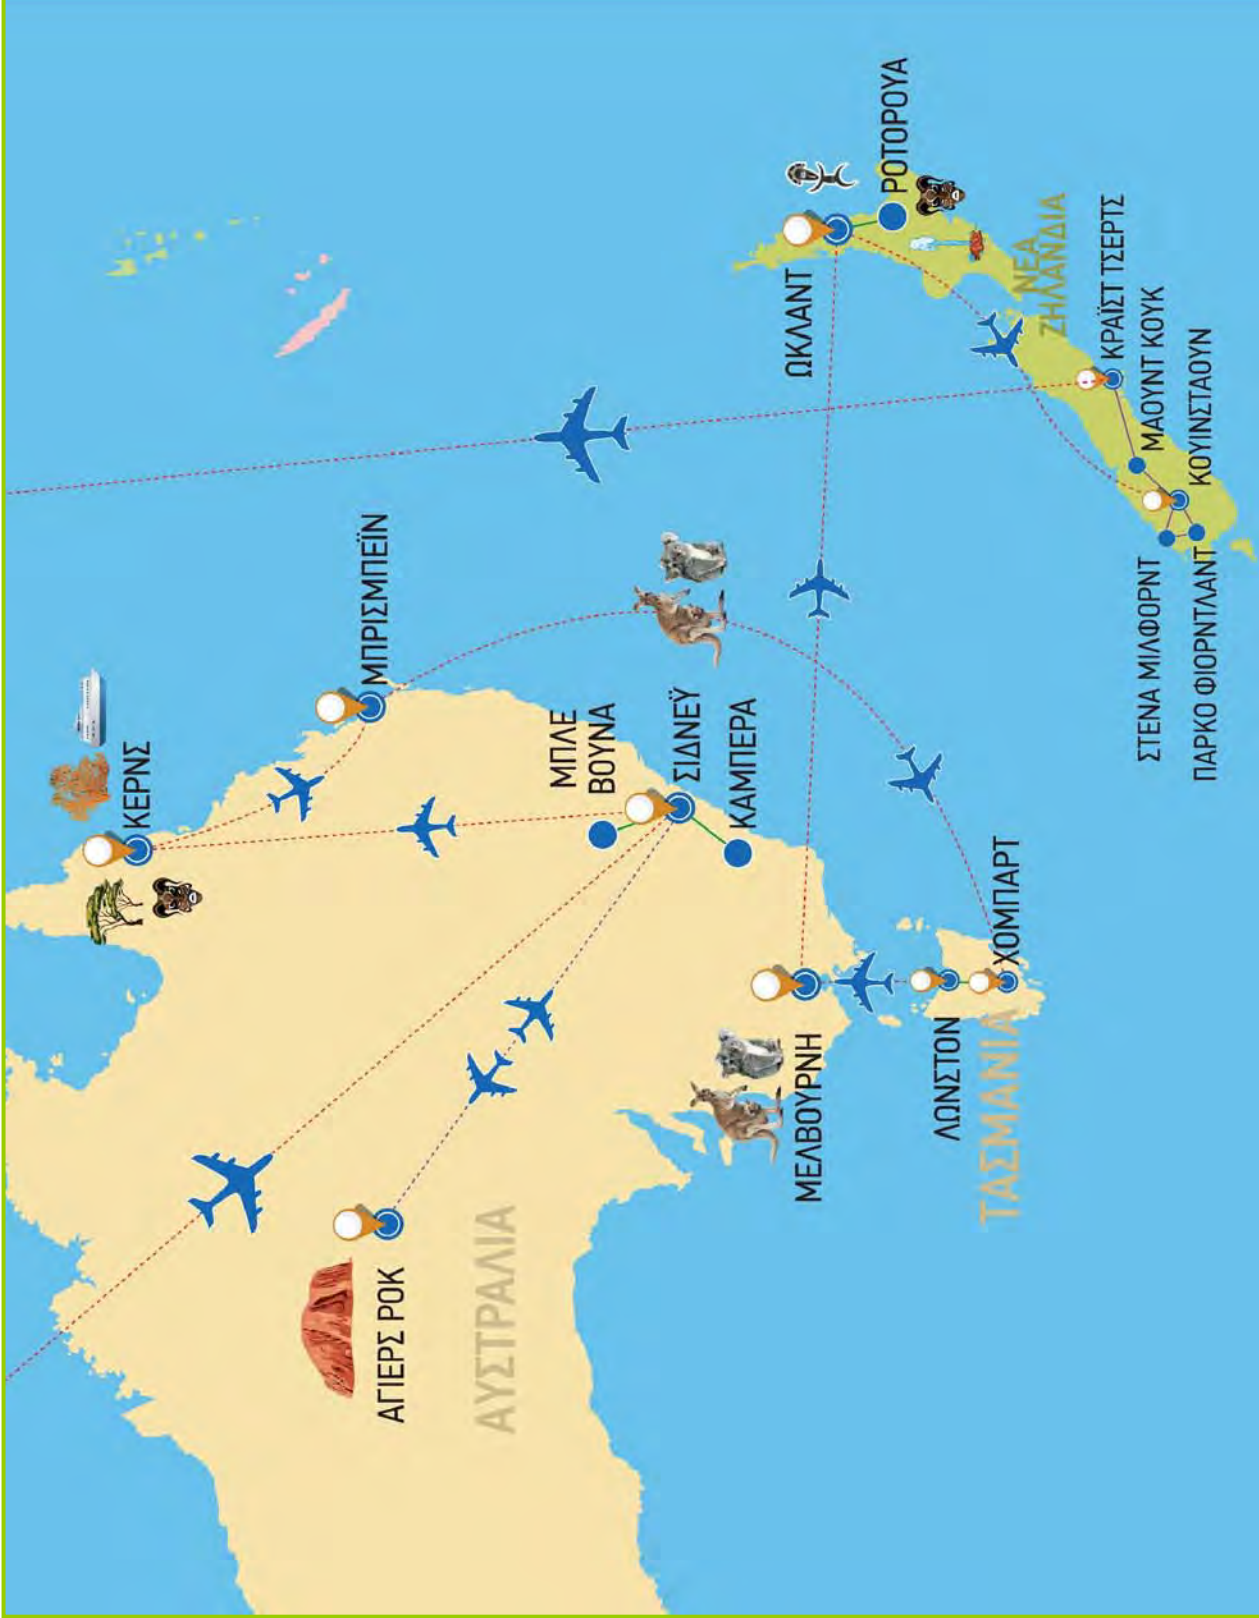 ΚΕΡΝΣ
ΜΠΡΙΣΜΠΕΪΝ
ΑΓΙΕΡΣ ΡΟΚ
ΑΥΣΤΡΑΛΙΑ
ΜΠΛΕ
ΒΟΥΝΑ
ΣΙΔΝΕΫ
ΚΑΜΠΕΡΑ
ΜΕΛΒΟΥΡΝΗ
ΛΩΝΣΤΟΝ
ΤΑΣΜΑΝΙΑ
ΧΟΜΠΑΡΤ
ΩΚΛΑΝΤ
ΡΟΤΟΡΟΥΑ
ΝΕΑ
ΖΗΛΑΝΔΙΑ
ΚΡΑΪΣΤ ΤΣΕΡΤΣ
ΜΑΟΥΝΤ ΚΟΥΚ
ΚΟΥΙΝΣΤΑΟΥΝ
ΣΤΕΝΑ ΜΙΛΦΟΡΝΤ
ΠΑΡΚΟ ΦΙΟΡΝΤΛΑΝΤ